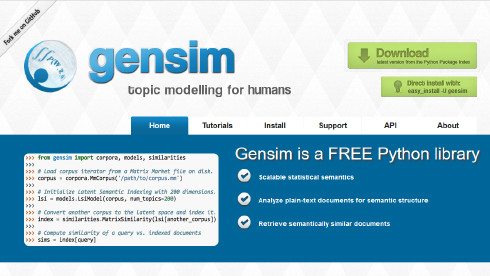 Fork me on GitHub
gensim
topic modelling for humans
Download
latest version from the Python Package Index
Direct install with:
easy_install -U gensim
Home Tutorials Install Support API About
>>> from gensim import corpora, models, similarities
>>>
>>> # Load corpus iterator from a Matrix Market file on disk.
>>> corpus = corpora.MmCorpus('/path/to/corpus.mm')
>>>
>>> # Initialize Latent Semantic Indexing with 200 dimensions.
>>> lsi = models.LsiModel(corpus, num_topics=200)
>>>
>>> # Convert another corpus to the latent space and index it.
>>> index = similarities.MatrixSimilarity(lsi[another_corpus])
>>>
>>> # Compute similarity of a query vs. indexed documents
>>> sims = index[query]
Gensim is a FREE Python library
Scalable statistical semantics
Analyze plain-text documents for semantic structure
Retrieve semantically similar documents